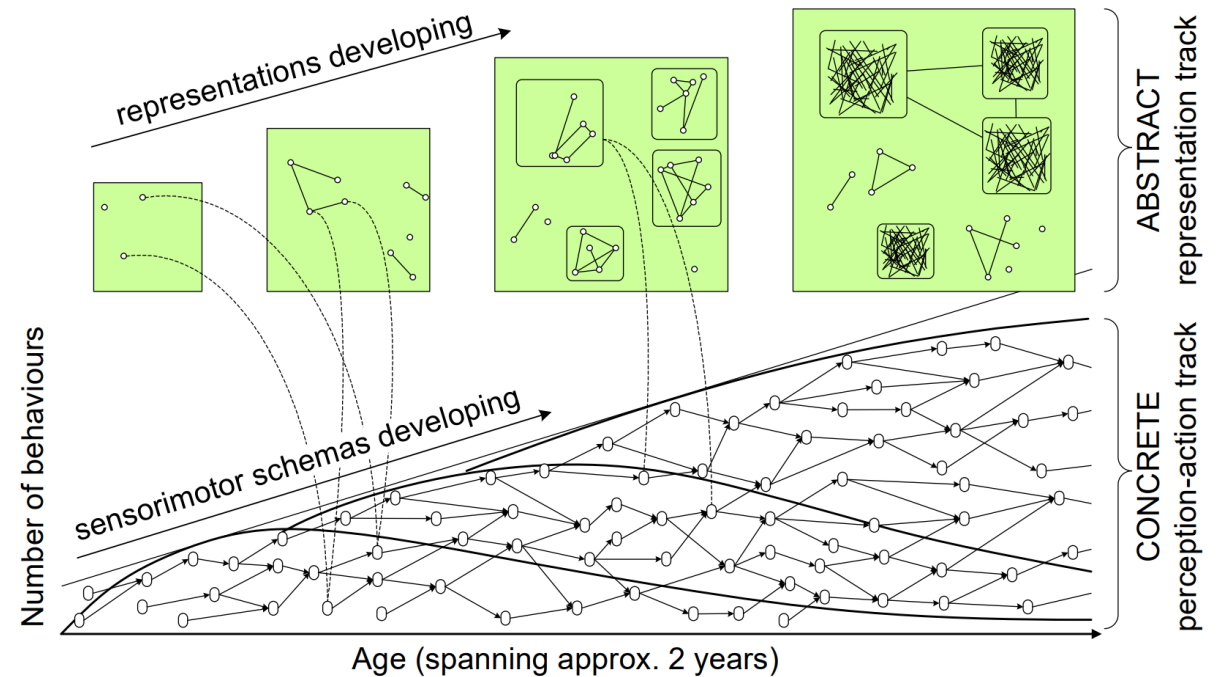 representations developing
ABSTRACT
representation track
Number of behaviours
sensorimotor schemas developing
CONCRETE
perception-action track
Age (spanning approx. 2 years)